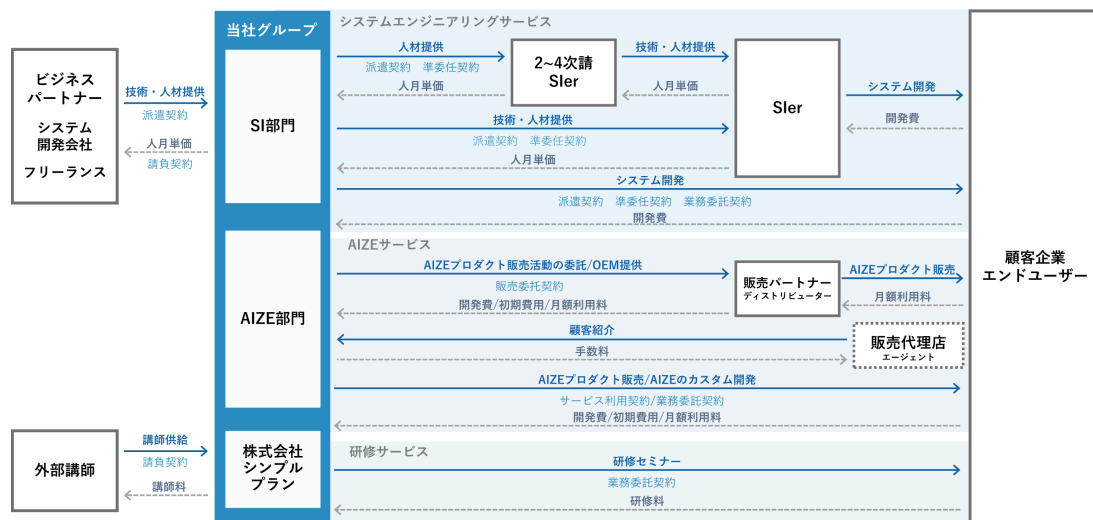 当社グループ
システムエンジニアリングサービス
ビジネス
パートナー
システム
開発会社
フリーランス
技術・人材提供
派遣契約
人月単価
請負契約
SI部門
人材提供
派遣契約　準委任契約
人月単価
2~4次請
SIer
技術・人材提供
人月単価
SIer
システム開発
開発費
技術・人材提供
派遣契約　準委任契約
人月単価
システム開発
派遣契約　準委任契約　業務委託契約
開発費
顧客企業
エンドユーザー
AIZEサービス
AIZE部門
AIZEプロダクト販売活動の委託/OEM提供
販売委託契約
開発費/初期費用/月額利用料
販売パートナー
ディストリビューター
AIZEプロダクト販売
月額利用料
顧客紹介
手数料
販売代理店
エージェント
AIZEプロダクト販売/AIZEのカスタム開発
サービス利用契約/業務委託契約
開発費/初期費用/月額利用料
外部講師
講師供給
請負契約
講師料
株式会社
シンプル
プラン
研修サービス
研修セミナー
業務委託契約
研修料